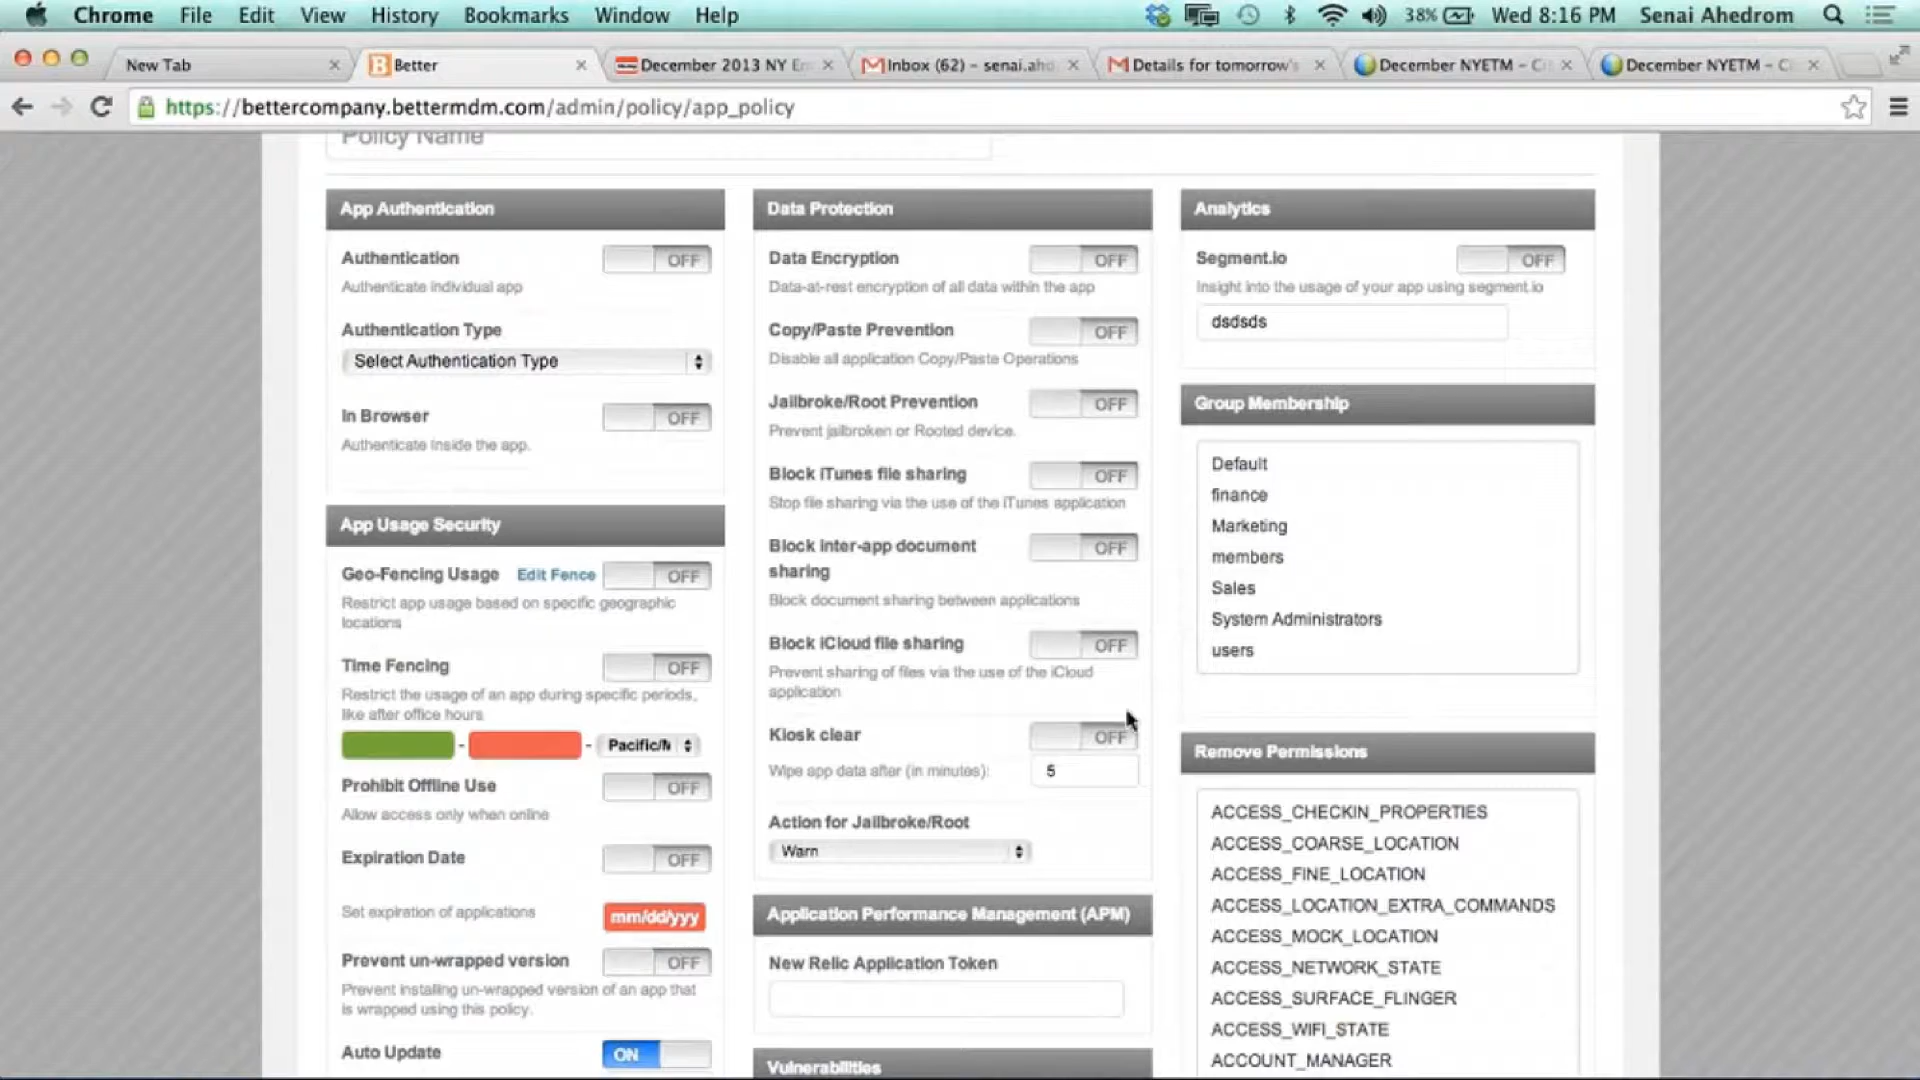 Chrome File Edit View History Bookmarks Window Help 38% Wed 8:16 PM Senai Ahedrom
New Tab
Better
December 2013 NY En
Inbox (62) – senai.ah
Details for tomorrow's
December NYETM – C
December NYETM – C
https://bettercompany.bettermdm.com/admin/policy/app_policy
Policy Name
App Authentication
Authentication OFF
Authenticate individual app
Authentication Type
Select Authentication Type
In Browser OFF
Authenticate inside the app.
App Usage Security
Geo-Fencing Usage Edit Fence OFF
Restrict app usage based on specific geographic
locations
Time Fencing OFF
Restrict the usage of an app during specific periods,
like after office hours
- - Pacific/M
Prohibit Offline Use OFF
Allow access only when online
Expiration Date OFF
Set expiration of applications mm/dd/yyy
Prevent un-wrapped version OFF
Prevent installing un-wrapped version of an app that
is wrapped using this policy.
Auto Update ON
Data Protection
Data Encryption OFF
Data-at-rest encryption of all data within the app
Copy/Paste Prevention OFF
Disable all application Copy/Paste Operations
Jailbroke/Root Prevention OFF
Prevent jailbroken or Rooted device.
Block iTunes file sharing OFF
Stop file sharing via the use of the iTunes application
Block inter-app document OFF
sharing
Block document sharing between applications
Block iCloud file sharing OFF
Prevent sharing of files via the use of the iCloud
application
Kiosk clear OFF
Wipe app data after (in minutes): 5
Action for Jailbroke/Root
Warn
Application Performance Management (APM)
New Relic Application Token
Vulnerabilities
Analytics
Segment.io OFF
Insight into the usage of your app using segment.io
dsdsds
Group Membership
Default
finance
Marketing
members
Sales
System Administrators
users
Remove Permissions
ACCESS_CHECKIN_PROPERTIES
ACCESS_COARSE_LOCATION
ACCESS_FINE_LOCATION
ACCESS_LOCATION_EXTRA_COMMANDS
ACCESS_MOCK_LOCATION
ACCESS_NETWORK_STATE
ACCESS_SURFACE_FLINGER
ACCESS_WIFI_STATE
ACCOUNT_MANAGER